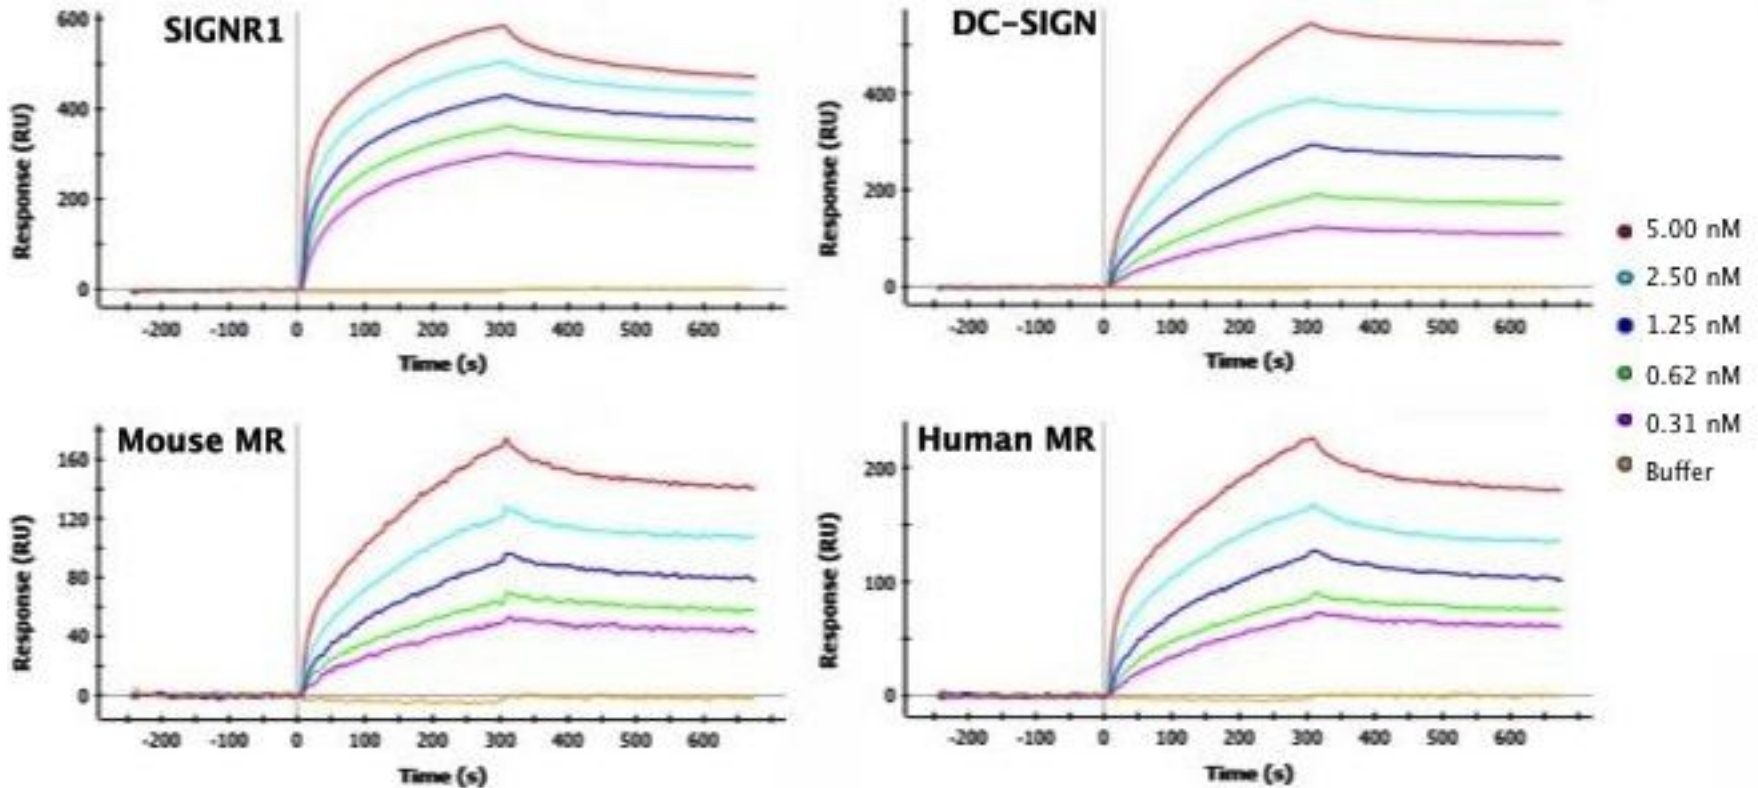 SIGNR1
600
400
200
0
Response (RU)
-200 -100 0 100 200 300 400 500 600
Time (s)
DC-SIGN
400
200
0
Response (RU)
-200 -100 0 100 200 300 400 500 600
Time (s)
5.00 nM
2.50 nM
1.25 nM
0.62 nM
0.31 nM
Buffer
Mouse MR
160
120
80
40
0
Response (RU)
-200 -100 0 100 200 300 400 500 600
Time (s)
Human MR
200
100
0
Response (RU)
-200 -100 0 100 200 300 400 500 600
Time (s)